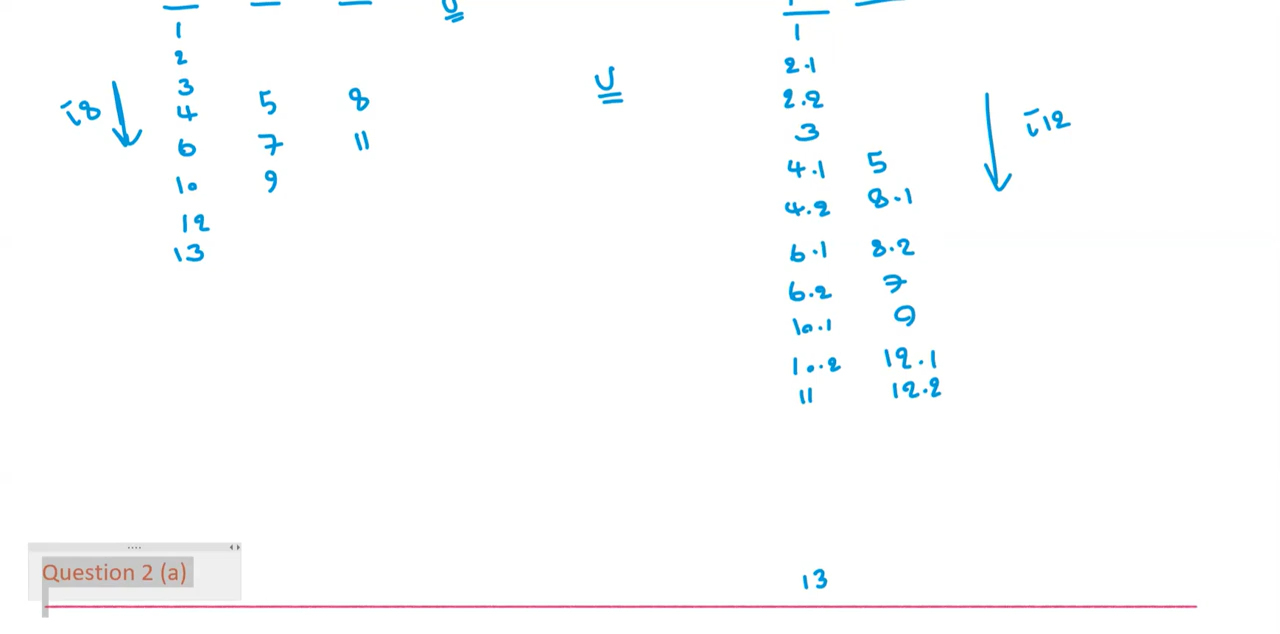 1
2
3
i8 4 5 8
6 7 11
10 9
12
13
U
U
1
2.1
2.2
3 i12
4.1 5
4.2 8.1
6.1 8.2
6.2 7
10.1 9
10.2 12.1
11 12.2
13
Question 2 (a)